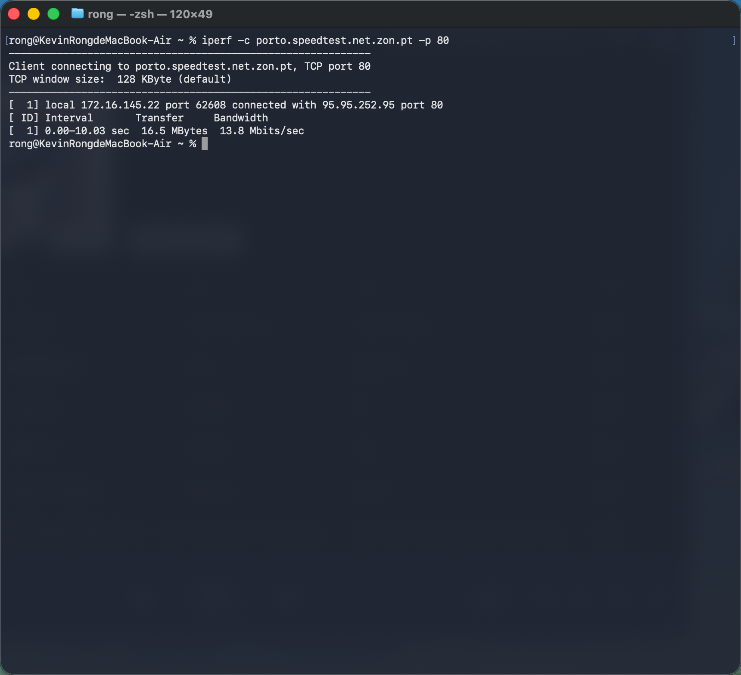 rong — -zsh — 120×49
[rong@KevinRongdeMacBook-Air ~ % iperf -c porto.speedtest.net.zon.pt -p 80 ]
------------------------------------------------------------
Client connecting to porto.speedtest.net.zon.pt, TCP port 80
TCP window size:  128 KByte (default)
------------------------------------------------------------
[  1] local 172.16.145.22 port 62608 connected with 95.95.252.95 port 80
[ ID] Interval       Transfer     Bandwidth
[  1] 0.00-10.03 sec  16.5 MBytes  13.8 Mbits/sec
rong@KevinRongdeMacBook-Air ~ %